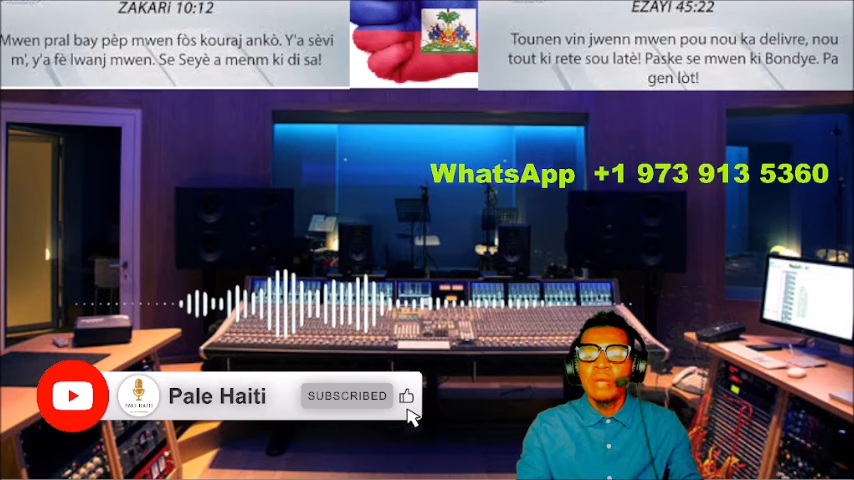 ZAKARi 10:12
Mwen pral bay pèp mwen fòs kouraj ankò. Y'a sèvi
m', y'a fè lwanj mwen. Se Seyè a menm ki di sa!
EZAYI 45:22
Tounen vin jwenn mwen pou nou ka delivre, nou
tout ki rete sou latè! Paske se mwen ki Bondye. Pa
gen lòt!
WhatsApp +1 973 913 5360
PALE HAITI
Pale Haiti
SUBSCRIBED